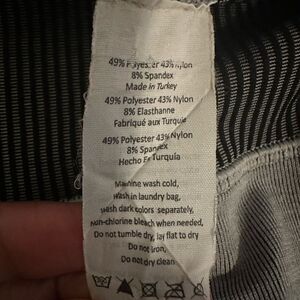 49% Polyester 43% Nylon
8% Spandex
Made in Turkey
49% Polyester 43% Nylon
8% Elasthanne
Fabriqué aux Turquie
49% Polyester 43% Nylon
8% Spandex
Hecho En Turquía
Machine wash cold,
Wash in laundry bag,
Wash dark colors separately,
Non-chlorine bleach when needed,
Do not tumble dry, lay flat to dry
Do not iron,
Do not dry clean